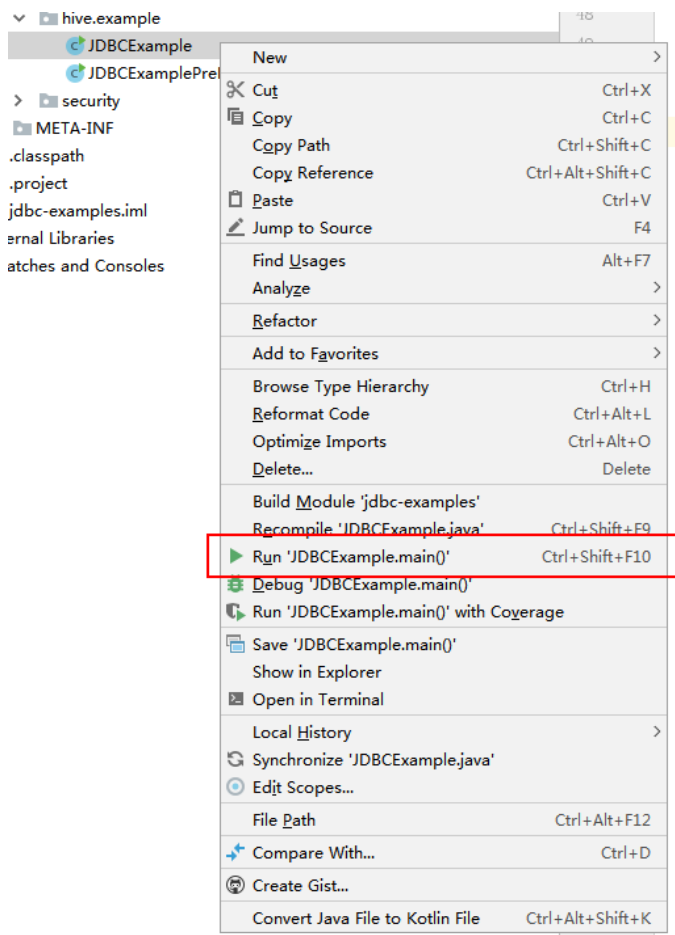 hive.example
JDBCExample
JDBCExamplePre
security
META-INF
.classpath
.project
jdbc-examples.iml
ernal Libraries
atches and Consoles
48
49
New
Cut Ctrl+X
Copy Ctrl+C
Copy Path Ctrl+Shift+C
Copy Reference Ctrl+Alt+Shift+C
Paste Ctrl+V
Jump to Source F4
Find Usages Alt+F7
Analyze
Refactor
Add to Favorites
Browse Type Hierarchy Ctrl+H
Reformat Code Ctrl+Alt+L
Optimize Imports Ctrl+Alt+O
Delete... Delete
Build Module 'jdbc-examples'
Recompile 'JDBCExample.java' Ctrl+Shift+F9
Run 'JDBCExample.main()' Ctrl+Shift+F10
Debug 'JDBCExample.main()'
Run 'JDBCExample.main()' with Coverage
Save 'JDBCExample.main()'
Show in Explorer
Open in Terminal
Local History
Synchronize 'JDBCExample.java'
Edit Scopes...
File Path Ctrl+Alt+F12
Compare With... Ctrl+D
Create Gist...
Convert Java File to Kotlin File Ctrl+Alt+Shift+K